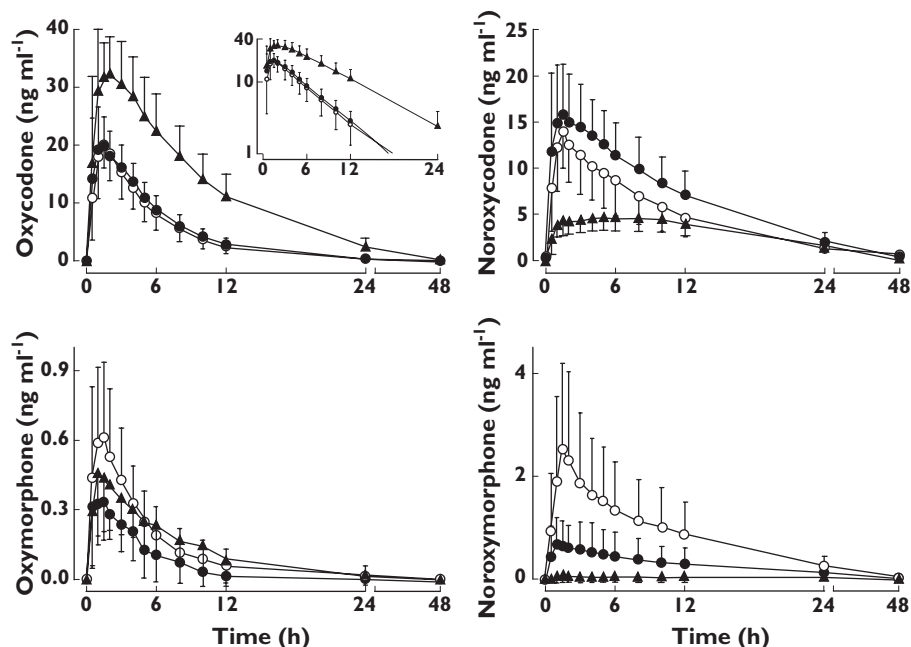 Oxycodone (ng ml⁻¹)
40
30
20
10
0
0 6 12 24 48
40
10
1
0 6 12 24
Noroxycodone (ng ml⁻¹)
25
20
15
10
5
0
0 6 12 24 48
Oxymorphone (ng ml⁻¹)
0.9
0.6
0.3
0.0
0 6 12 24 48
Time (h)
Noroxymorphone (ng ml⁻¹)
4
2
0
0 6 12 24 48
Time (h)